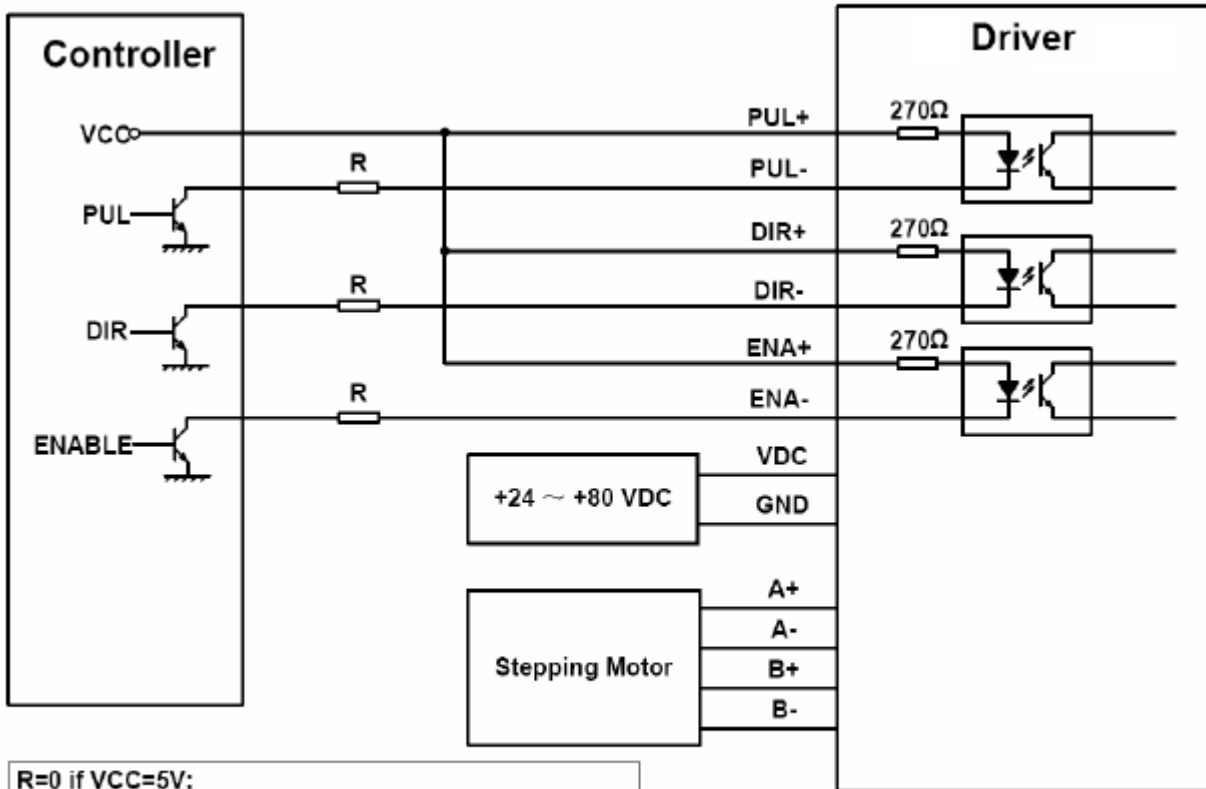 Controller
Driver
VCC
PUL+
270Ω
R
PUL-
PUL
DIR+
270Ω
R
DIR-
DIR
ENA+
270Ω
R
ENA-
ENABLE
VDC
+24 ~ +80 VDC
GND
A+
A-
Stepping Motor
B+
B-
R=0 if VCC=5V;